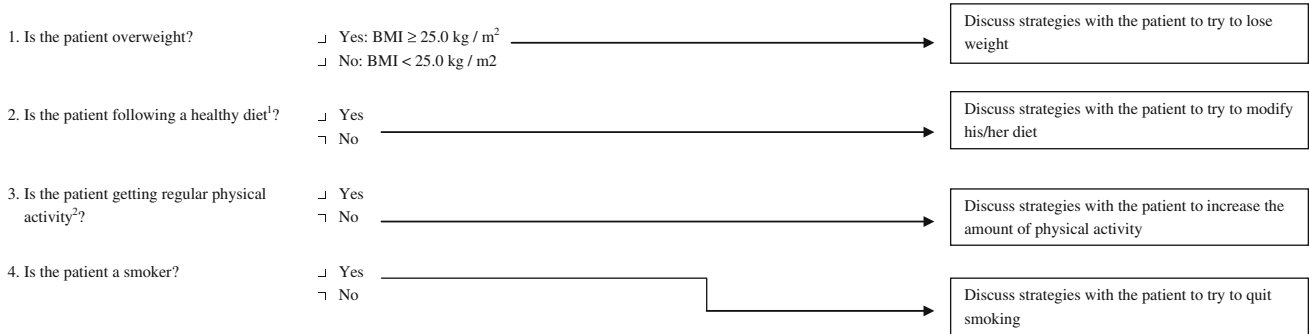 1. Is the patient overweight?
Yes: BMI ≥ 25.0 kg / m²
No: BMI < 25.0 kg / m2
Discuss strategies with the patient to try to lose
weight
2. Is the patient following a healthy diet¹?
Yes
No
Discuss strategies with the patient to try to modify
his/her diet
3. Is the patient getting regular physical
activity²?
Yes
No
Discuss strategies with the patient to increase the
amount of physical activity
4. Is the patient a smoker?
Yes
No
Discuss strategies with the patient to try to quit
smoking